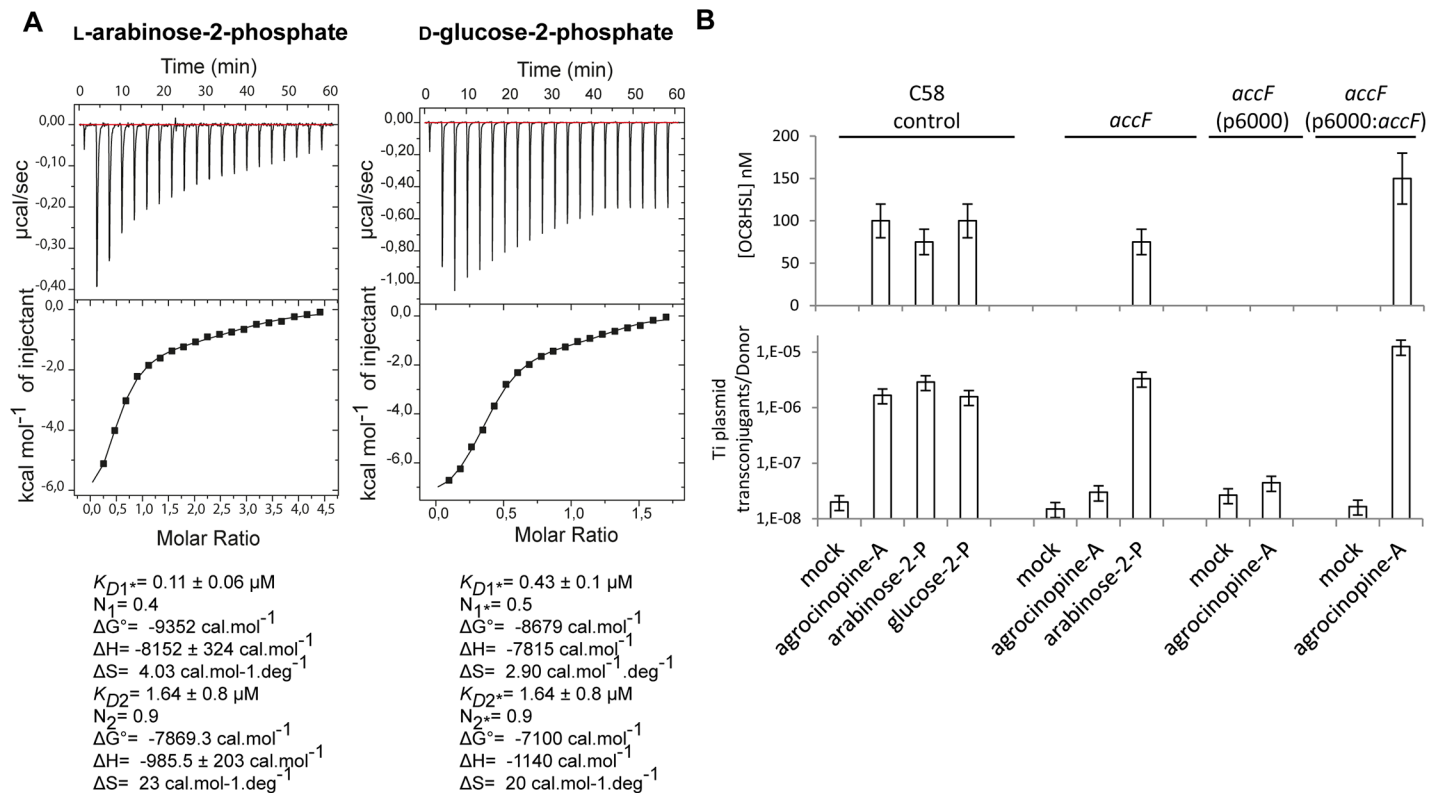 A
L-arabinose-2-phosphate
Time (min)
0 10 20 30 40 50 60
0,00
-0,10
-0,20
-0,30
-0,40
µcal/sec
0,0
-2,0
-4,0
-6,0
kcal mol-1 of injectant
0,0 0,5 1,0 1,5 2,0 2,5 3,0 3,5 4,0 4,5
Molar Ratio
KD1*= 0.11 ± 0.06 µM
N1= 0.4
ΔG°= -9352 cal.mol-1
ΔH= -8152 ± 324 cal.mol-1
ΔS= 4.03 cal.mol-1.deg-1
KD2= 1.64 ± 0.8 µM
N2= 0.9
ΔG°= -7869.3 cal.mol-1
ΔH= -985.5 ± 203 cal.mol-1
ΔS= 23 cal.mol-1.deg-1
D-glucose-2-phosphate
Time (min)
0 10 20 30 40 50 60
0,00
-0,20
-0,40
-0,60
-0,80
-1,00
µcal/sec
0,0
-2,0
-4,0
-6,0
kcal mol-1 of injectant
0,0 0,5 1,0 1,5
Molar Ratio
KD1*= 0.43 ± 0.1 µM
N1*= 0.5
ΔG°= -8679 cal.mol-1
ΔH= -7815 cal.mol-1
ΔS= 2.90 cal.mol-1.deg-1
KD2*= 1.64 ± 0.8 µM
N2*= 0.9
ΔG°= -7100 cal.mol-1
ΔH= -1140 cal.mol-1
ΔS= 20 cal.mol-1.deg-1
B
C58
control
accF
accF
(p6000)
accF
(p6000:accF)
200
150
100
50
0
[OC8HSL] nM
1,E-05
1,E-06
1,E-07
1,E-08
Ti plasmid
transconjugants/Donor
mock
agrocinopine-A
arabinose-2-P
glucose-2-P
mock
agrocinopine-A
arabinose-2-P
mock
agrocinopine-A
mock
agrocinopine-A